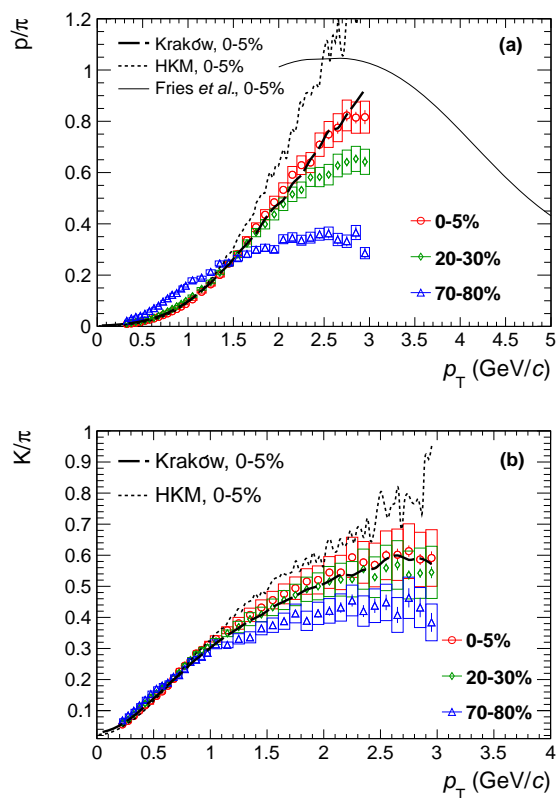 p/π
1.2
1
0.8
0.6
0.4
0.2
0
Kraków, 0-5%
HKM, 0-5%
Fries et al., 0-5%
(a)
0-5%
20-30%
70-80%
0 0.5 1 1.5 2 2.5 3 3.5 4 4.5 5
p_T (GeV/c)
K/π
1
0.9
0.8
0.7
0.6
0.5
0.4
0.3
0.2
0.1
Kraków, 0-5%
HKM, 0-5%
(b)
0-5%
20-30%
70-80%
0 0.5 1 1.5 2 2.5 3 3.5 4
p_T (GeV/c)